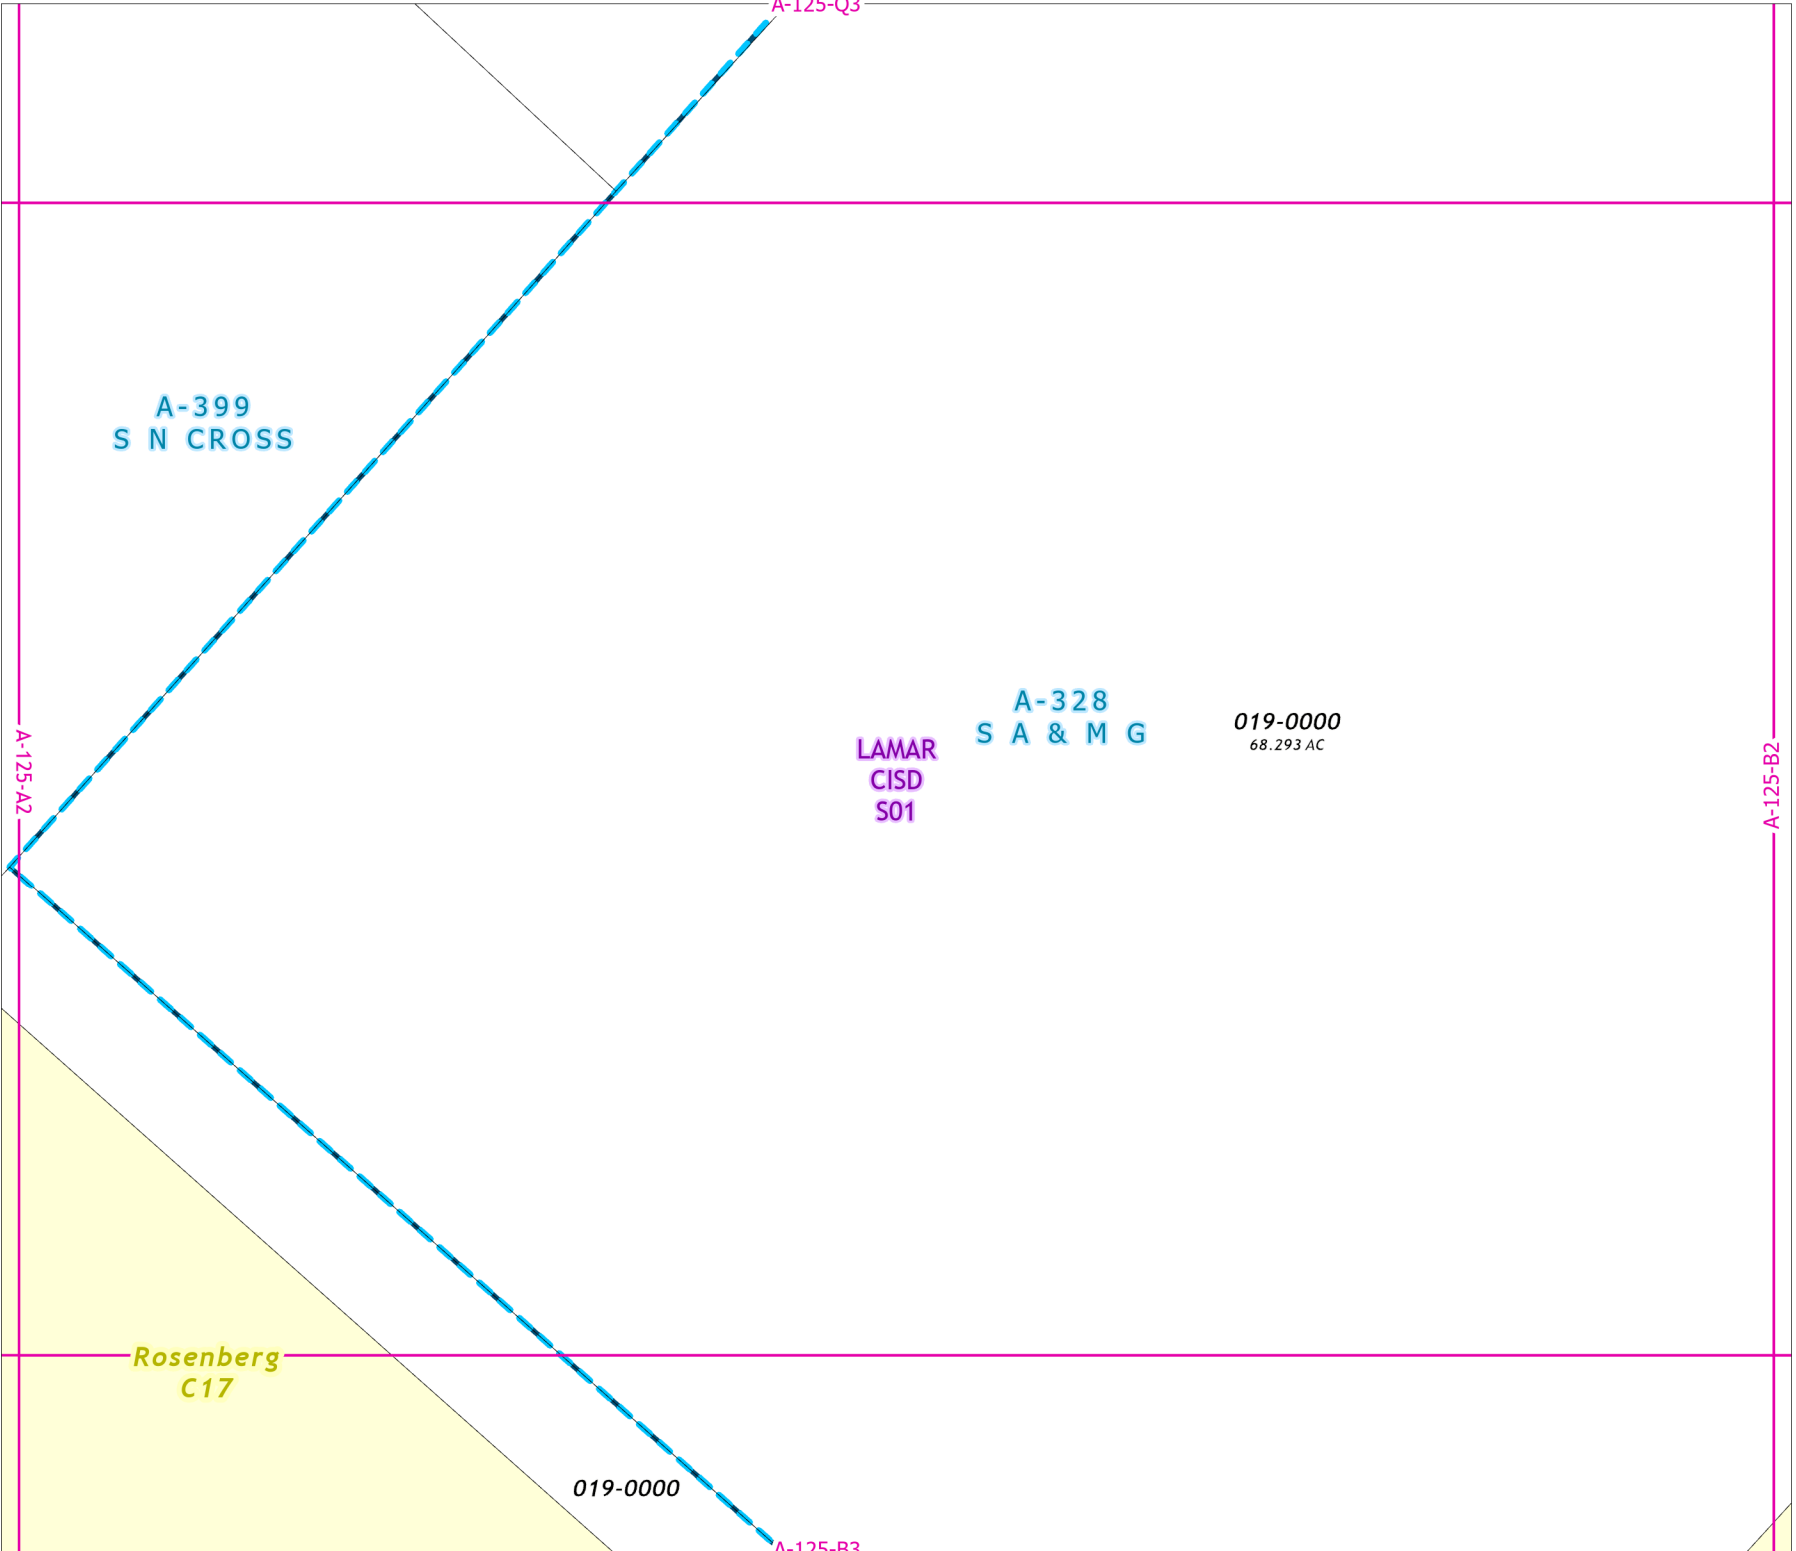 A-125-Q3
A-399
S N CROSS
A-328
S A & M G
019-0000
68.293 AC
LAMAR
CISD
S01
A-125-A2
A-125-B2
Rosenberg
C17
019-0000
A-125-B3